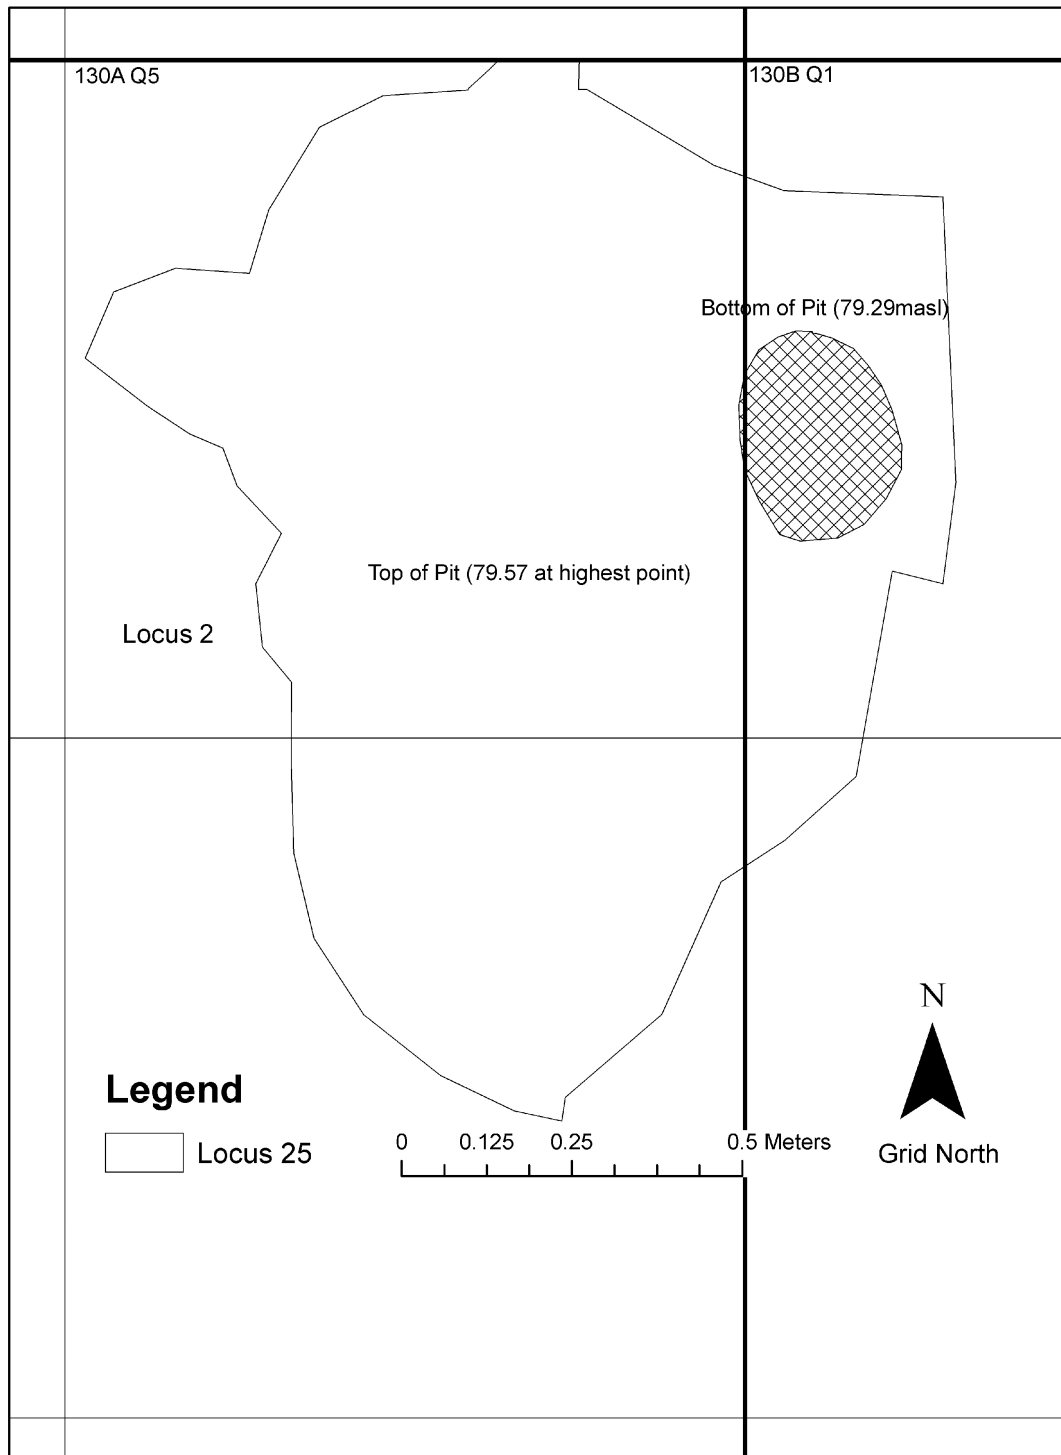 130A Q5
130B Q1
Bottom of Pit (79.29masl)
Top of Pit (79.57 at highest point)
Locus 2
N
Legend
Locus 25
0 0.125 0.25 0.5 Meters
Grid North